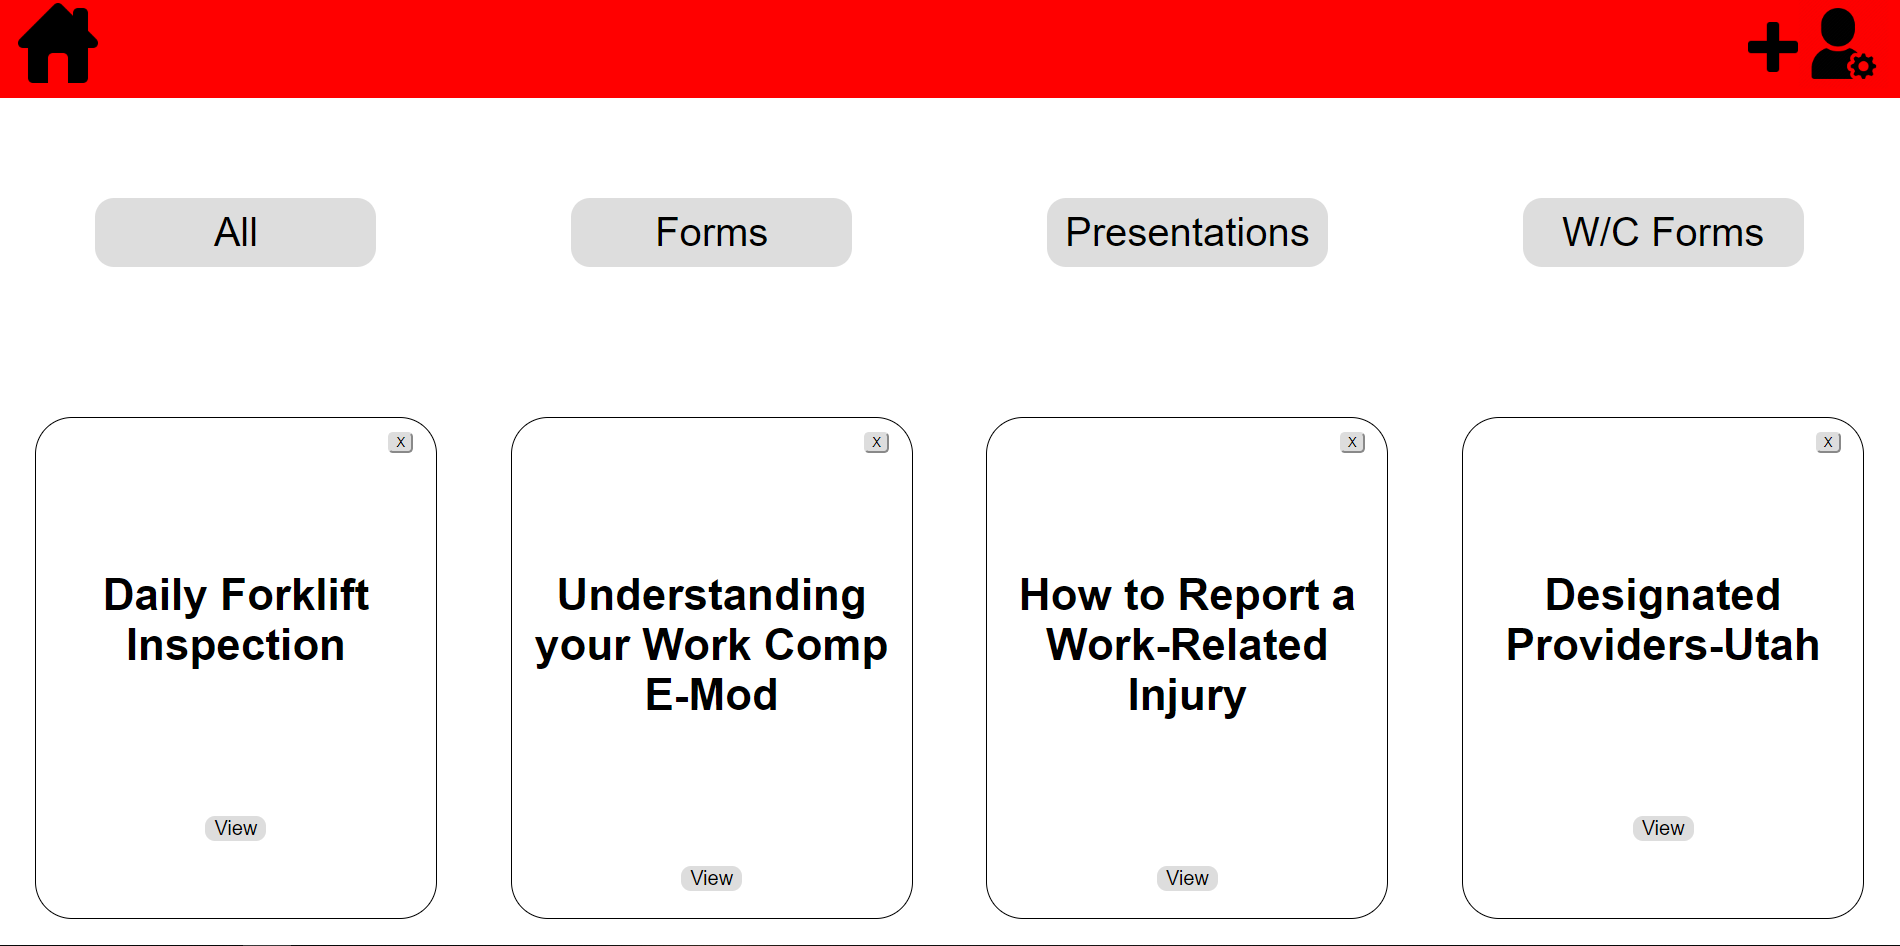 All
Forms
Presentations
W/C Forms
X
X
X
X
Daily Forklift
Inspection
View
Understanding
your Work Comp
E-Mod
View
How to Report a
Work-Related
Injury
View
Designated
Providers-Utah
View